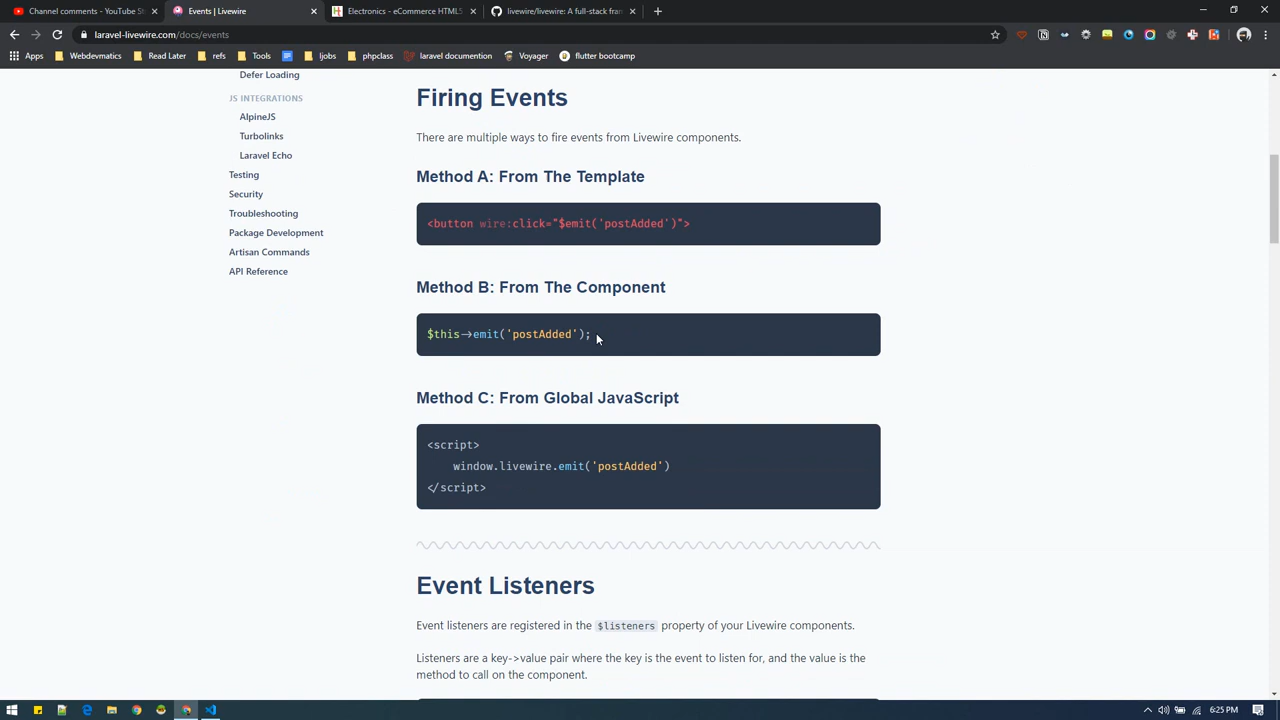 Channel comments - YouTube St
Events | Livewire
Electronics - eCommerce HTML5
livewire/livewire: A full-stack fram
laravel-livewire.com/docs/events
Apps
Webdevmatics
Read Later
refs
Tools
ljobs
phpclass
laravel documention
Voyager
flutter bootcamp
Defer Loading
JS INTEGRATIONS
AlpineJS
Turbolinks
Laravel Echo
Testing
Security
Troubleshooting
Package Development
Artisan Commands
API Reference
Firing Events
There are multiple ways to fire events from Livewire components.
Method A: From The Template
<button wire:click="$emit('postAdded')">
Method B: From The Component
$this->emit('postAdded');
Method C: From Global JavaScript
<script>
window.livewire.emit('postAdded')
</script>
Event Listeners
Event listeners are registered in the $listeners property of your Livewire components.
Listeners are a key->value pair where the key is the event to listen for, and the value is the
method to call on the component.
6:25 PM